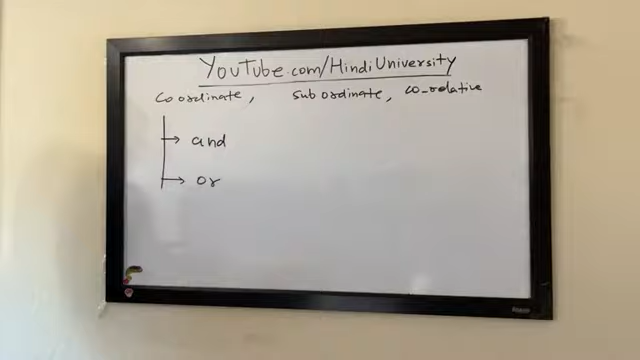 YouTube.com/HindiUniversity
Coordinate, Subordinate, Co-relative
and
or